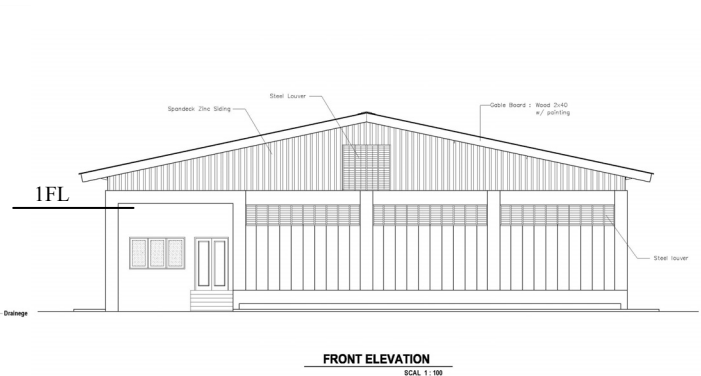 Steel Louver
Spandeck Zinc Siding
Gable Board : Wood 2x40
w/ painting
1FL
Steel louver
Drainege
FRONT ELEVATION
SCAL 1 : 100